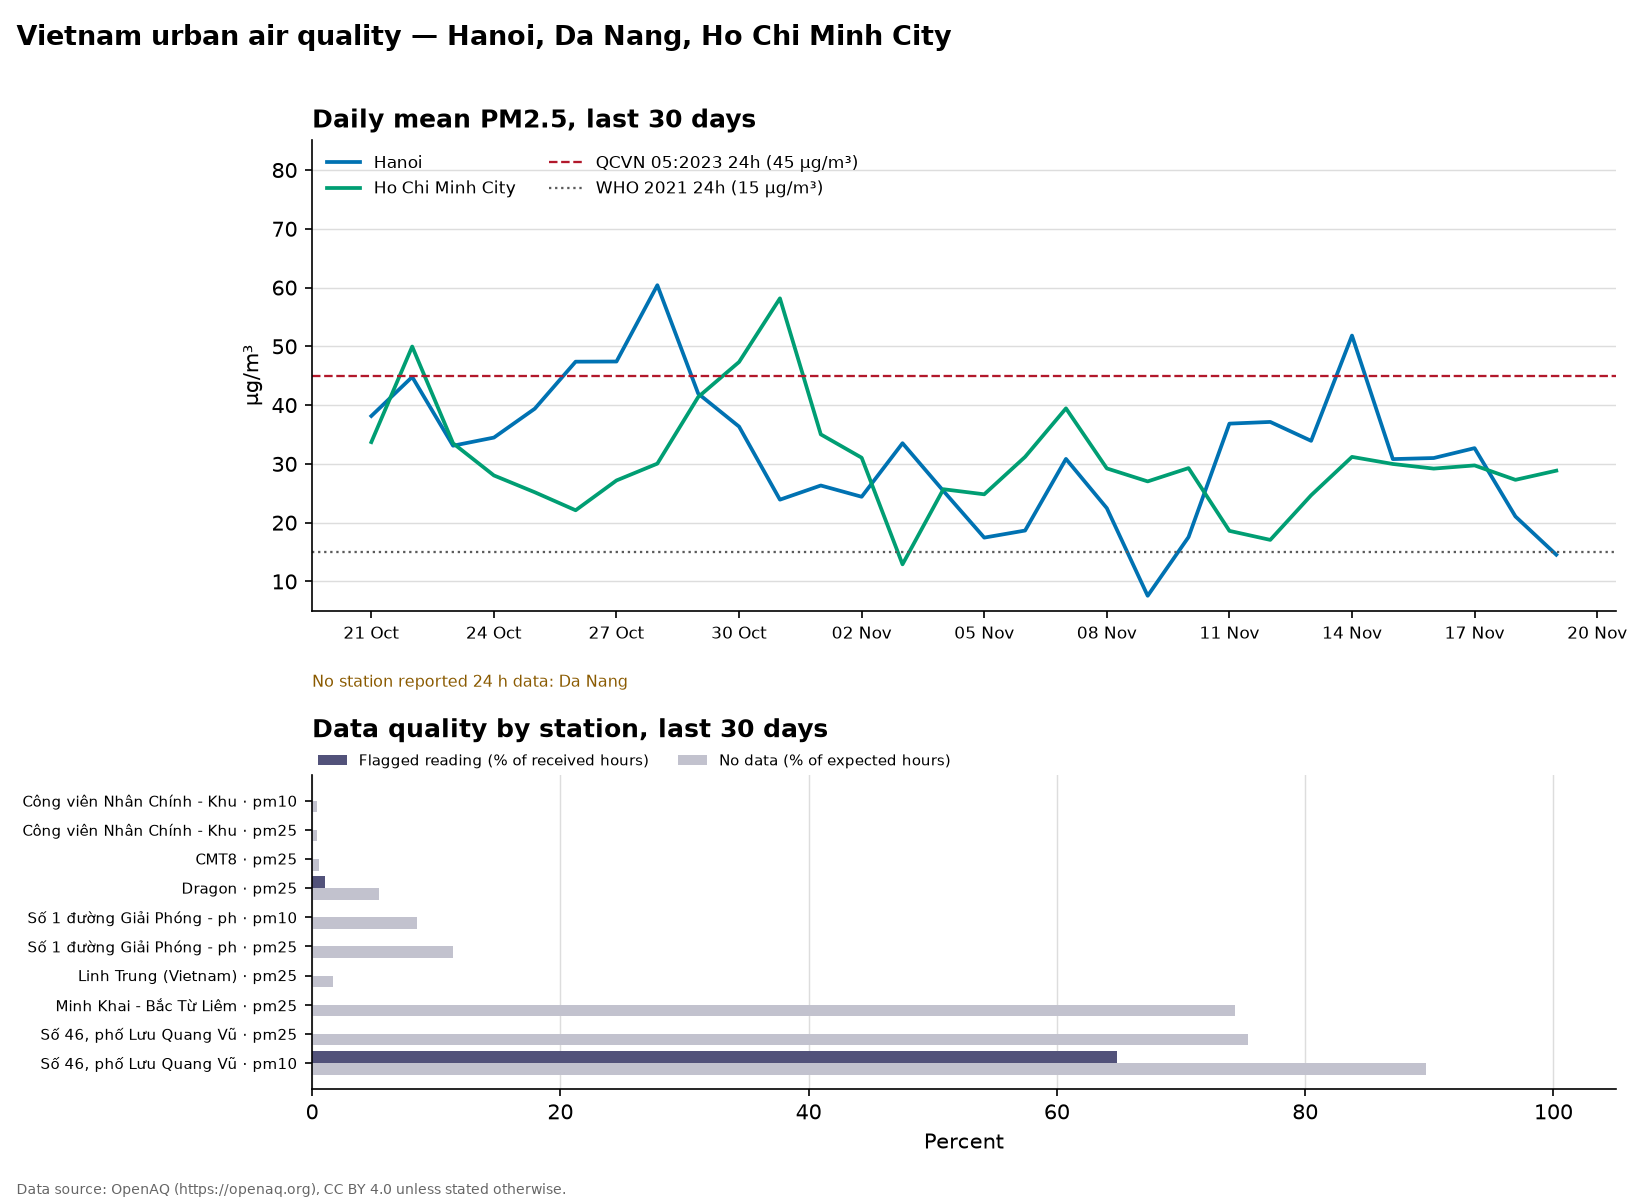 Vietnam urban air quality — Hanoi, Da Nang, Ho Chi Minh City
Daily mean PM2.5, last 30 days
Hanoi
Ho Chi Minh City
QCVN 05:2023 24h (45 µg/m³)
WHO 2021 24h (15 µg/m³)
µg/m³
80
70
60
50
40
30
20
10
21 Oct 24 Oct 27 Oct 30 Oct 02 Nov 05 Nov 08 Nov 11 Nov 14 Nov 17 Nov 20 Nov
No station reported 24 h data: Da Nang
Data quality by station, last 30 days
Flagged reading (% of received hours) No data (% of expected hours)
Công viên Nhân Chính - Khu · pm10
Công viên Nhân Chính - Khu · pm25
CMT8 · pm25
Dragon · pm25
Số 1 đường Giải Phóng - ph · pm10
Số 1 đường Giải Phóng - ph · pm25
Linh Trung (Vietnam) · pm25
Minh Khai - Bắc Từ Liêm · pm25
Số 46, phố Lưu Quang Vũ · pm25
Số 46, phố Lưu Quang Vũ · pm10
0 20 40 60 80 100
Percent
Data source: OpenAQ (https://openaq.org), CC BY 4.0 unless stated otherwise.